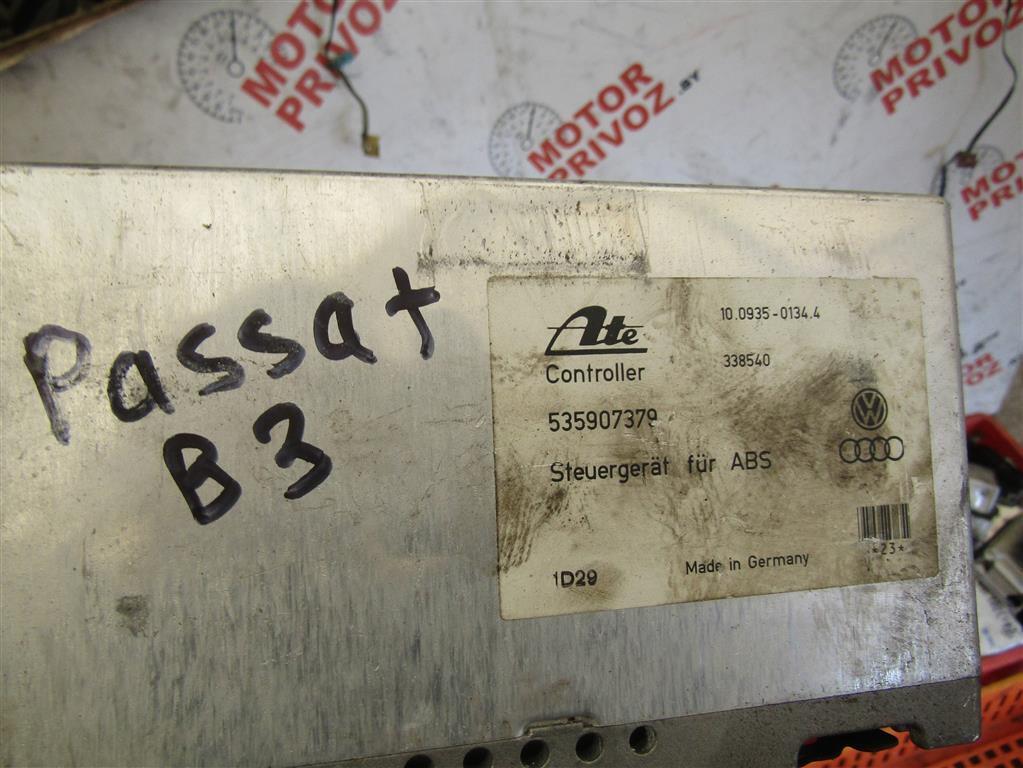 MOTOR
PRIVOZ
MOTOR
PRIVOZ.BY
MOTOR
PRIVOZ
MOTOR
PRIVOZ
Passat
B3
Ate
10.0935-0134.4
Controller
338540
535907379
Steuergerät für ABS
*23*
1D29
Made in Germany